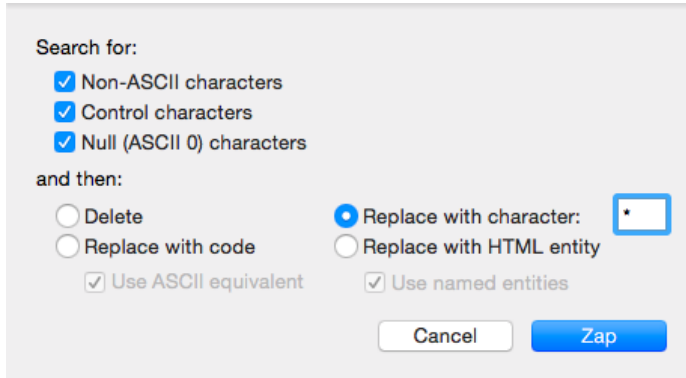 Search for:
Non-ASCII characters
Control characters
Null (ASCII 0) characters
and then:
Delete
Replace with character: *
Replace with code
Replace with HTML entity
Use ASCII equivalent
Use named entities
Cancel
Zap